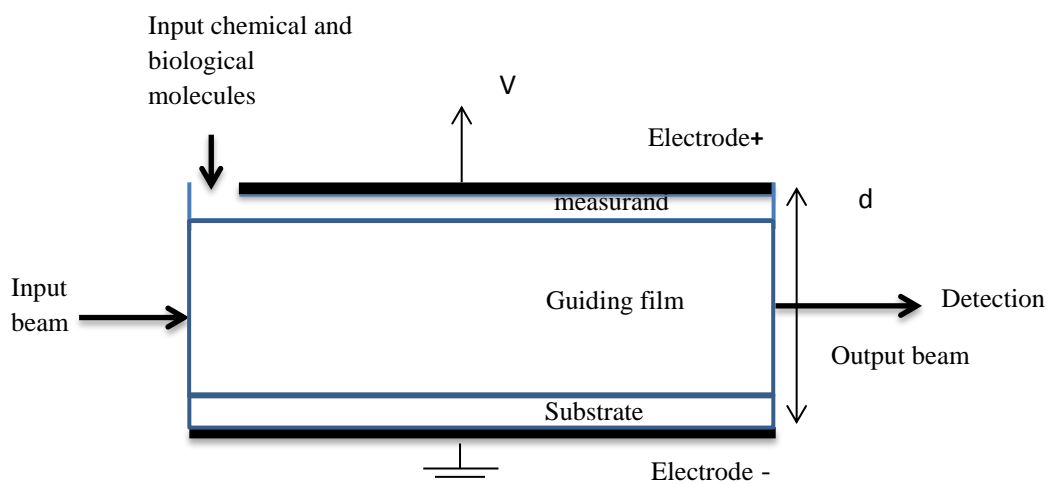 Input chemical and
biological
molecules
V
Electrode+
measurand
d
Input
beam
Guiding film
Detection
Output beam
Substrate
Electrode -